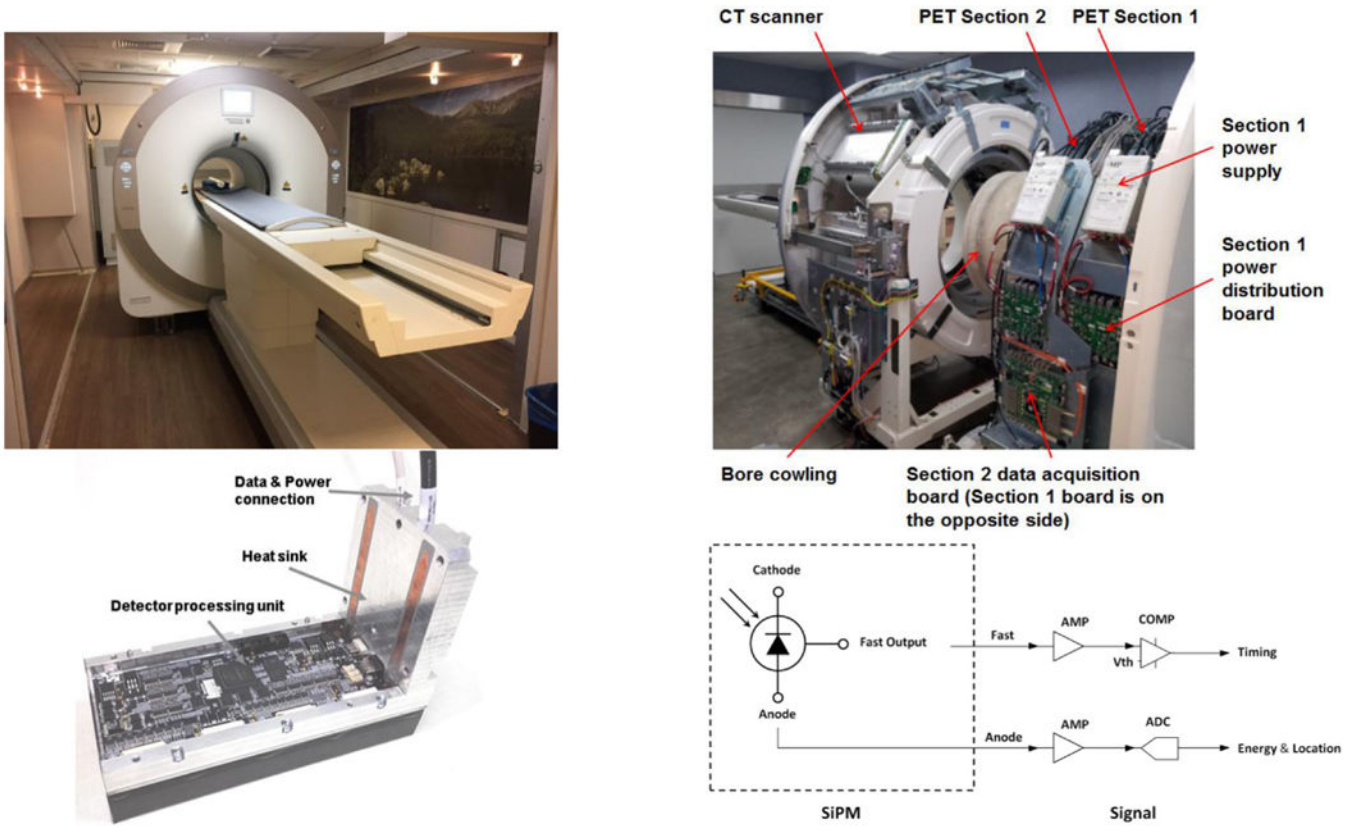 CT scanner
PET Section 2
PET Section 1
Section 1
power
supply
Section 1
power
distribution
board
Bore cowling
Section 2 data acquisition
board (Section 1 board is on
the opposite side)
Data & Power
connection
Heat sink
Detector processing unit
Cathode
Fast Output
Anode
Fast
AMP
COMP
Vth
Timing
Anode
AMP
ADC
Energy & Location
SiPM
Signal